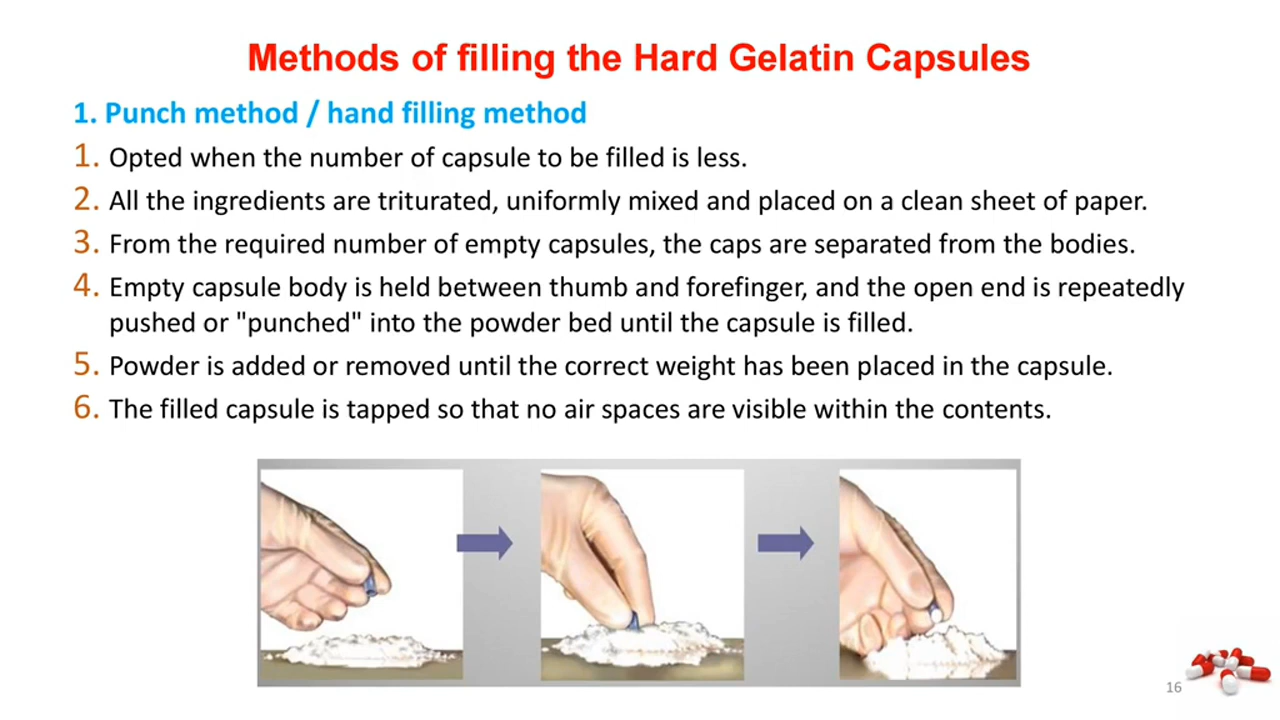 Methods of filling the Hard Gelatin Capsules
1. Punch method / hand filling method
1. Opted when the number of capsule to be filled is less.
2. All the ingredients are triturated, uniformly mixed and placed on a clean sheet of paper.
3. From the required number of empty capsules, the caps are separated from the bodies.
4. Empty capsule body is held between thumb and forefinger, and the open end is repeatedly
pushed or "punched" into the powder bed until the capsule is filled.
5. Powder is added or removed until the correct weight has been placed in the capsule.
6. The filled capsule is tapped so that no air spaces are visible within the contents.
16